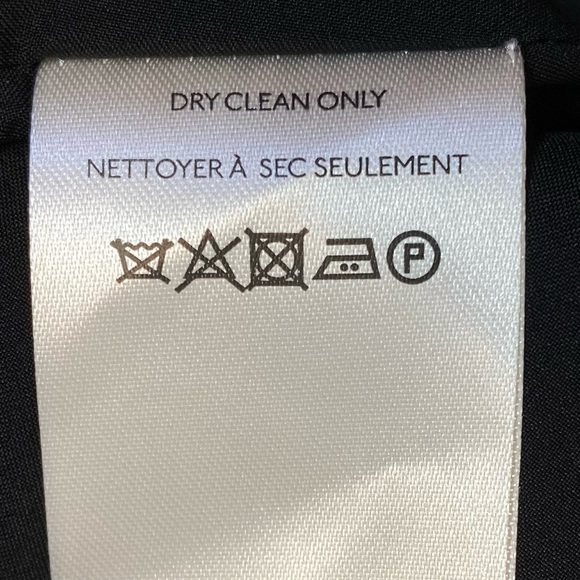 DRY CLEAN ONLY
NETTOYER À SEC SEULEMENT
P